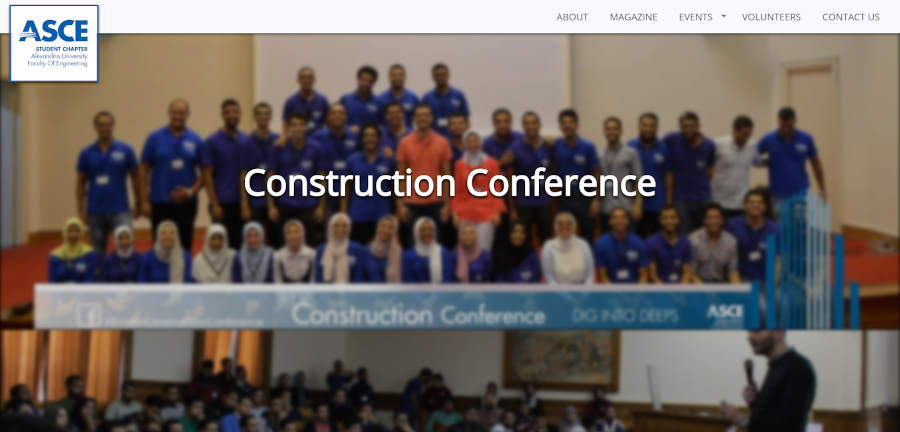 ASCE
STUDENT CHAPTER
Alexandria University
Faculty Of Engineering
ABOUT
MAGAZINE
EVENTS
VOLUNTEERS
CONTACT US
Construction Conference
Construction Conference
DIG INTO DEEPS
ASCE